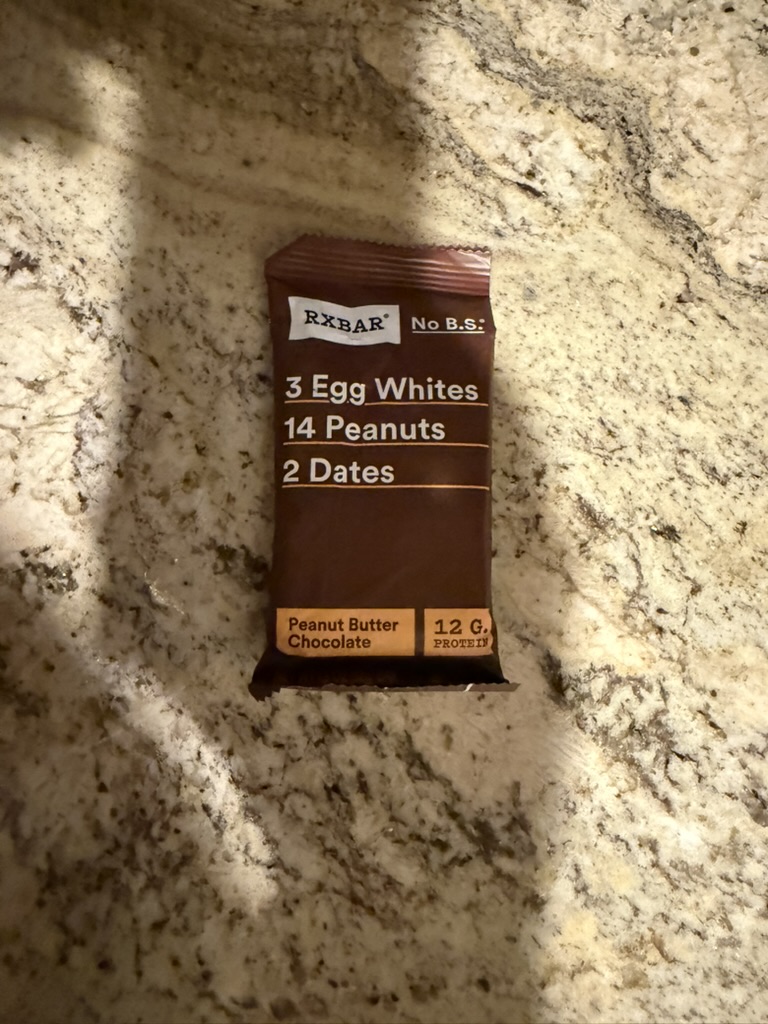 RXBAR®
No B.S.®
3 Egg Whites
14 Peanuts
2 Dates
Peanut Butter
Chocolate
12 G.
PROTEIN